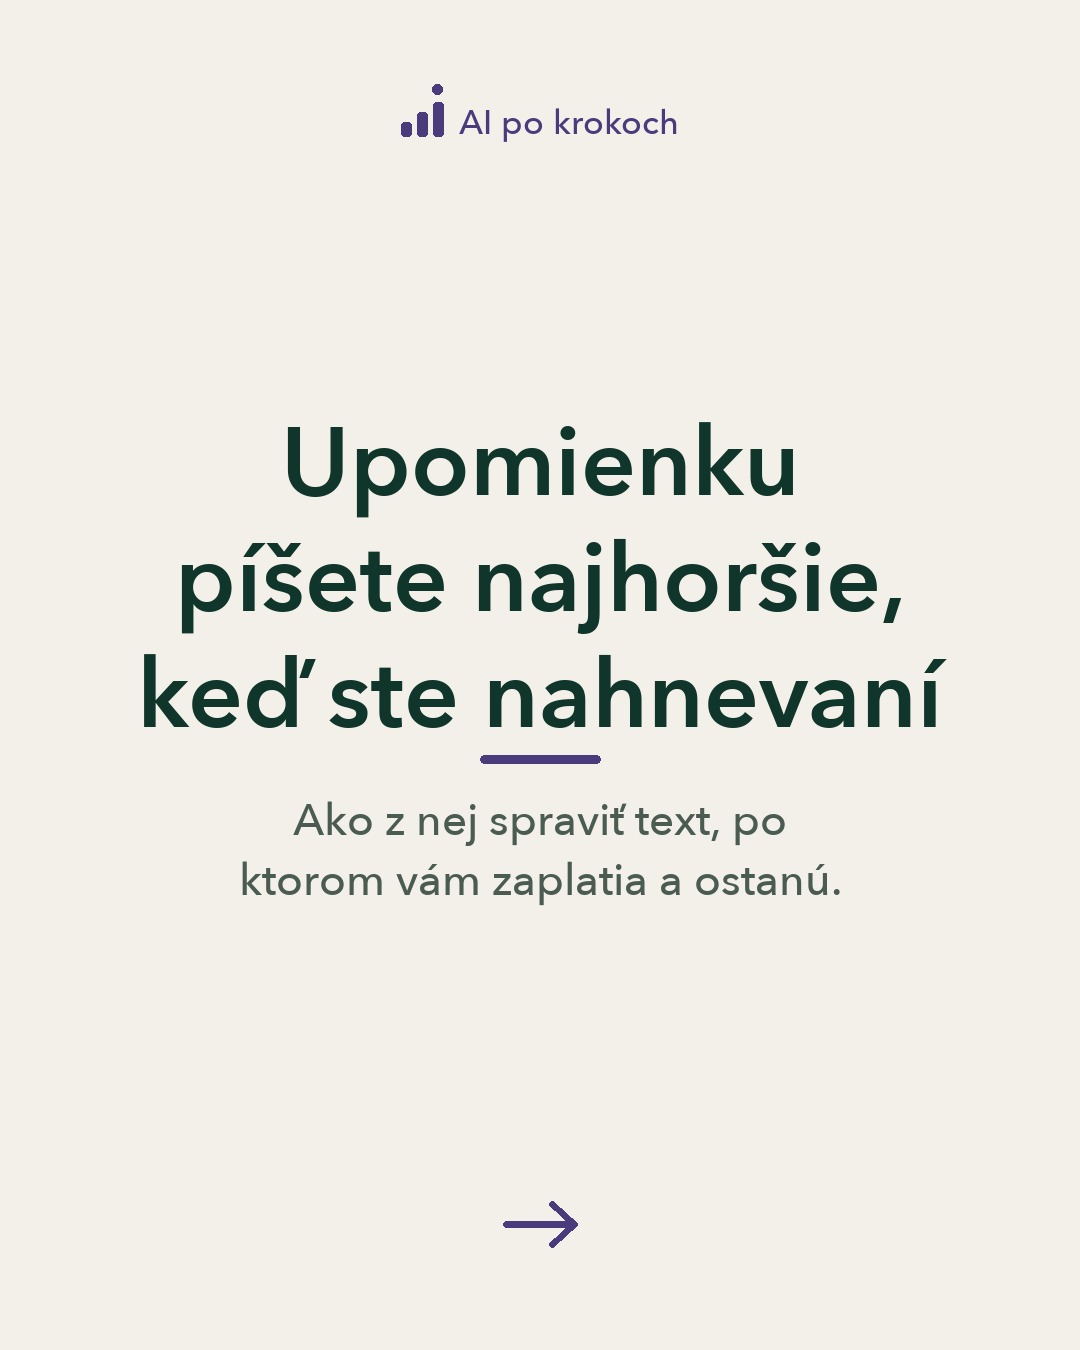 AI po krokoch
Upomienku
píšete najhoršie,
keď ste nahnevaní
Ako z nej spraviť text, po
ktorom vám zaplatia a ostanú.